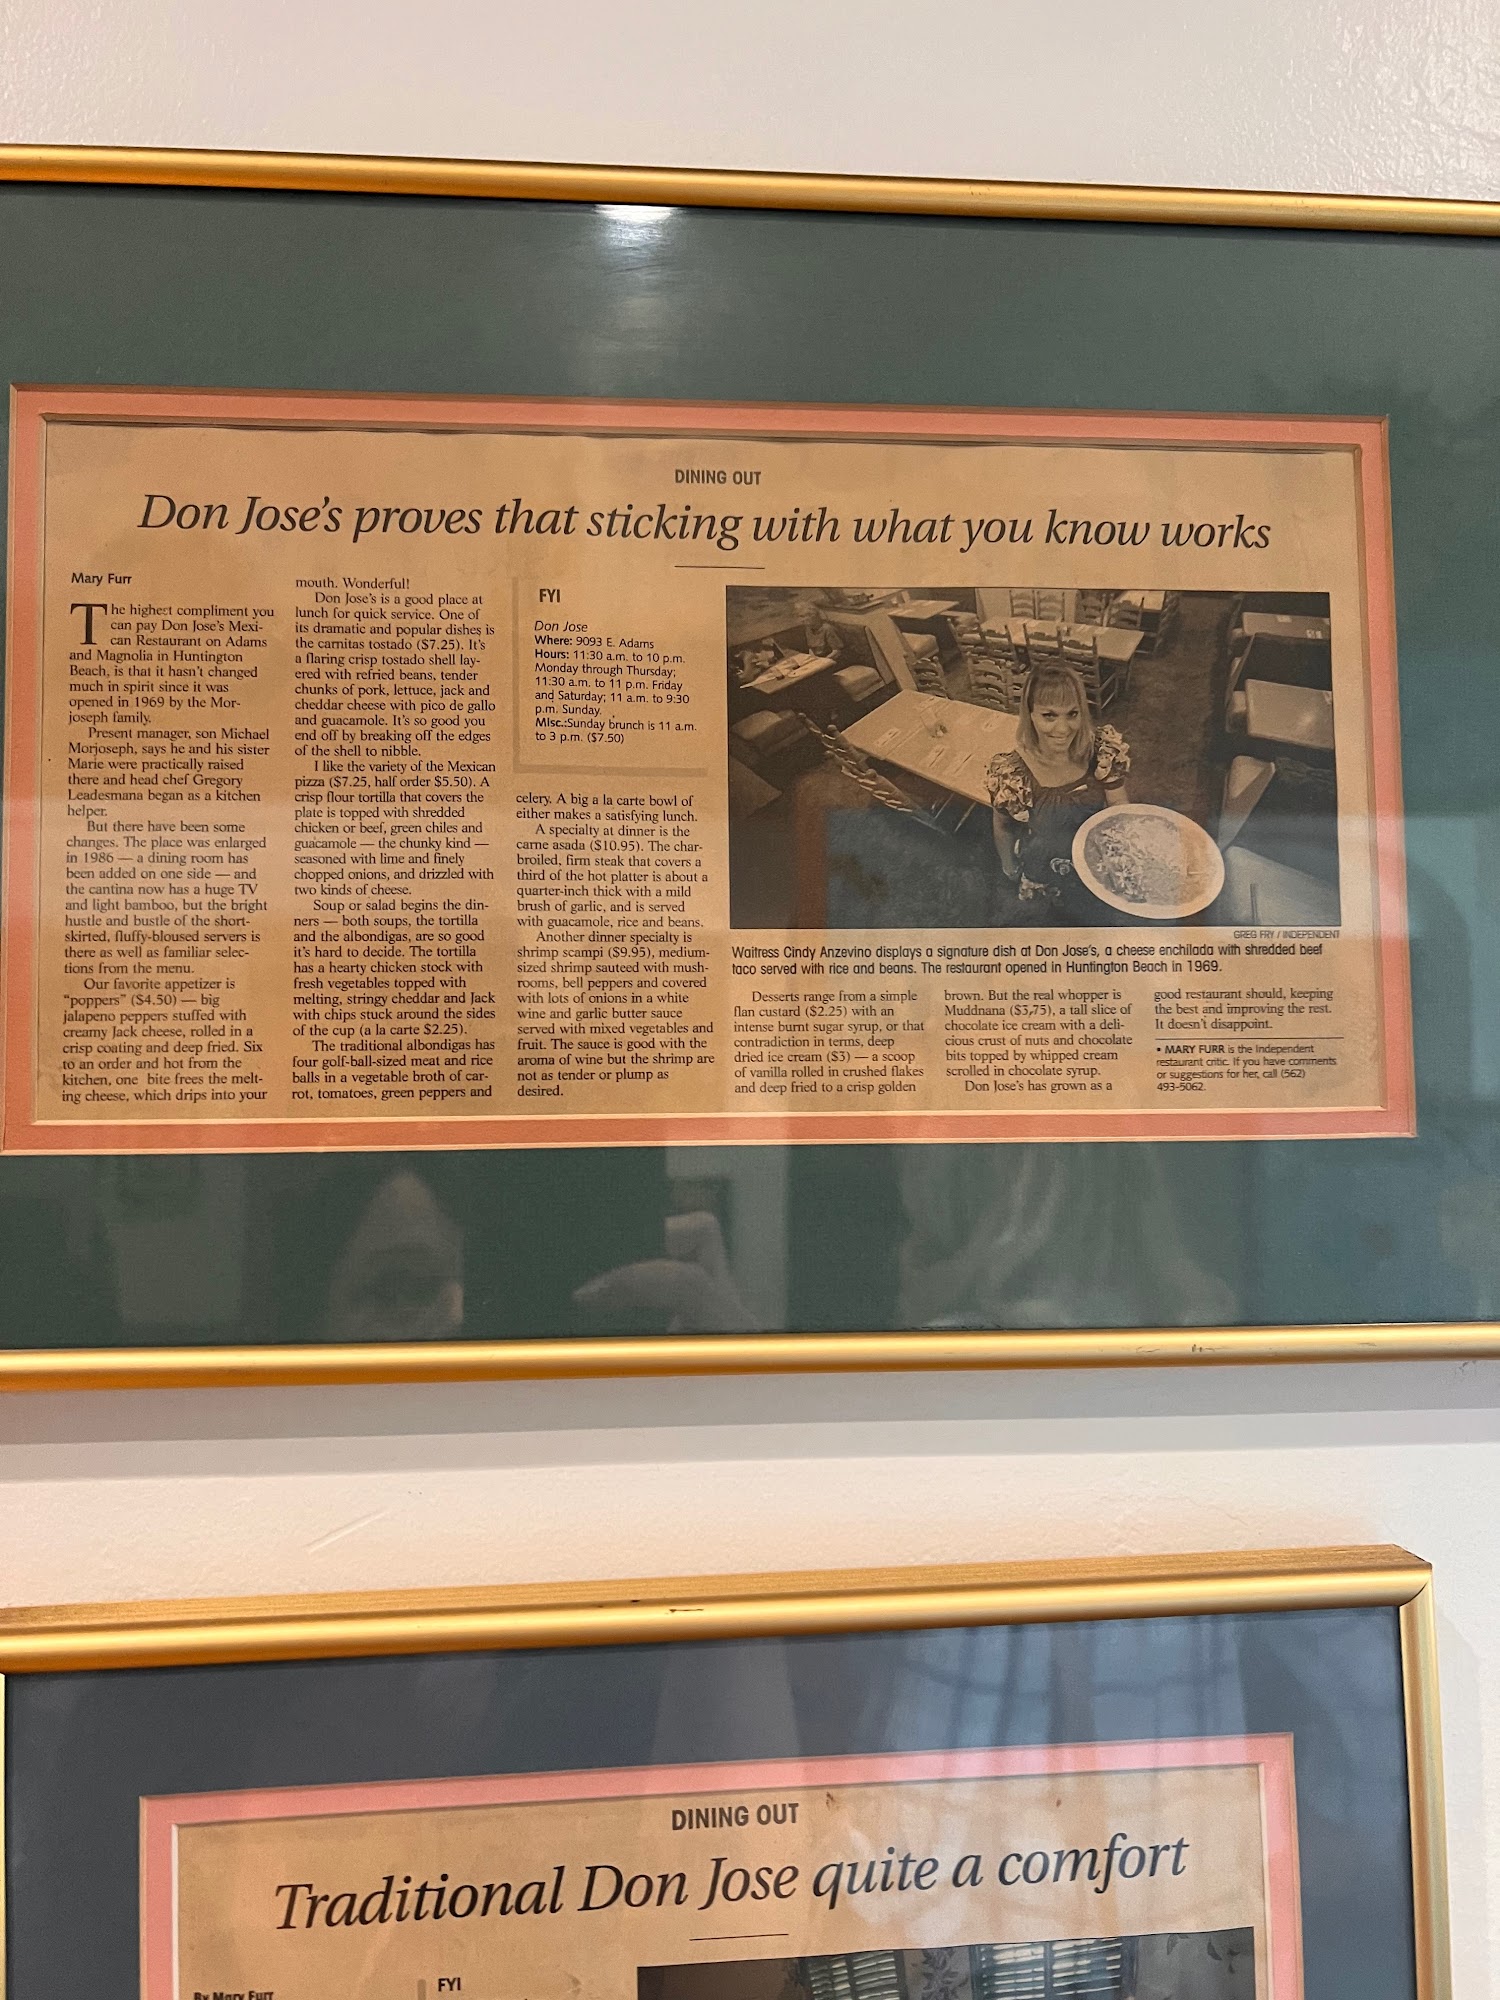 DINING OUT
Don Jose's proves that sticking with what you know works
Mary Furr
The highest compliment you
can pay Don Jose's Mexi-
can Restaurant on Adams
and Magnolia in Huntington
Beach, is that it hasn't changed
much in spirit since it was
opened in 1969 by the Mor-
joseph family.
Present manager, son Michael
Morjoseph, says he and his sister
Marie were practically raised
there and head chef Gregory
Leadesmana began as a kitchen
helper.
But there have been some
changes. The place was enlarged
in 1986 — a dining room has
been added on one side — and
the cantina now has a huge TV
and light bamboo, but the bright
hustle and bustle of the short-
skirted, fluffy-bloused servers is
there as well as familiar selec-
tions from the menu.
Our favorite appetizer is
"poppers" ($4.50) — big
jalapeno peppers stuffed with
creamy Jack cheese, rolled in a
crisp coating and deep fried. Six
to an order and hot from the
kitchen, one bite frees the melt-
ing cheese, which drips into your
mouth. Wonderful!
Don Jose's is a good place at
lunch for quick service. One of
its dramatic and popular dishes is
the carnitas tostado ($7.25). It's
a flaring crisp tostado shell lay-
ered with refried beans, tender
chunks of pork, lettuce, jack and
cheddar cheese with pico de gallo
and guacamole. It's so good you
end off by breaking off the edges
of the shell to nibble.
I like the variety of the Mexican
pizza ($7.25, half order $5.50). A
crisp flour tortilla that covers the
plate is topped with shredded
chicken or beef, green chiles and
guacamole — the chunky kind —
seasoned with lime and finely
chopped onions, and drizzled with
two kinds of cheese.
Soup or salad begins the din-
ners — both soups, the tortilla
and the albondigas, are so good
it's hard to decide. The tortilla
has a hearty chicken stock with
fresh vegetables topped with
melting, stringy cheddar and Jack
with chips stuck around the sides
of the cup (a la carte $2.25).
The traditional albondigas has
four golf-ball-sized meat and rice
balls in a vegetable broth of car-
rot, tomatoes, green peppers and
FYI
Don Jose
Where: 9093 E. Adams
Hours: 11:30 a.m. to 10 p.m.
Monday through Thursday;
11:30 a.m. to 11 p.m. Friday
and Saturday; 11 a.m. to 9:30
p.m. Sunday.
Misc.:Sunday brunch is 11 a.m.
to 3 p.m. ($7.50)
celery. A big a la carte bowl of
either makes a satisfying lunch.
A specialty at dinner is the
carne asada ($10.95). The char-
broiled, firm steak that covers a
third of the hot platter is about a
quarter-inch thick with a mild
brush of garlic, and is served
with guacamole, rice and beans.
Another dinner specialty is
shrimp scampi ($9.95), medium-
sized shrimp sauteed with mush-
rooms, bell peppers and covered
with lots of onions in a white
wine and garlic butter sauce
served with mixed vegetables and
fruit. The sauce is good with the
aroma of wine but the shrimp are
not as tender or plump as
desired.
GREG FRY / INDEPENDENT
Waitress Cindy Anzevino displays a signature dish at Don Jose's, a cheese enchilada with shredded beef
taco served with rice and beans. The restaurant opened in Huntington Beach in 1969.
Desserts range from a simple
flan custard ($2.25) with an
intense burnt sugar syrup, or that
contradiction in terms, deep
dried ice cream ($3) — a scoop
of vanilla rolled in crushed flakes
and deep fried to a crisp golden
brown. But the real whopper is
Muddnana ($3,75), a tall slice of
chocolate ice cream with a deli-
cious crust of nuts and chocolate
bits topped by whipped cream
scrolled in chocolate syrup.
Don Jose's has grown as a
good restaurant should, keeping
the best and improving the rest.
It doesn't disappoint.
• MARY FURR is the Independent
restaurant critic. If you have comments
or suggestions for her, call (562)
493-5062.
DINING OUT
Traditional Don Jose quite a comfort
By Mary Furr
FYI